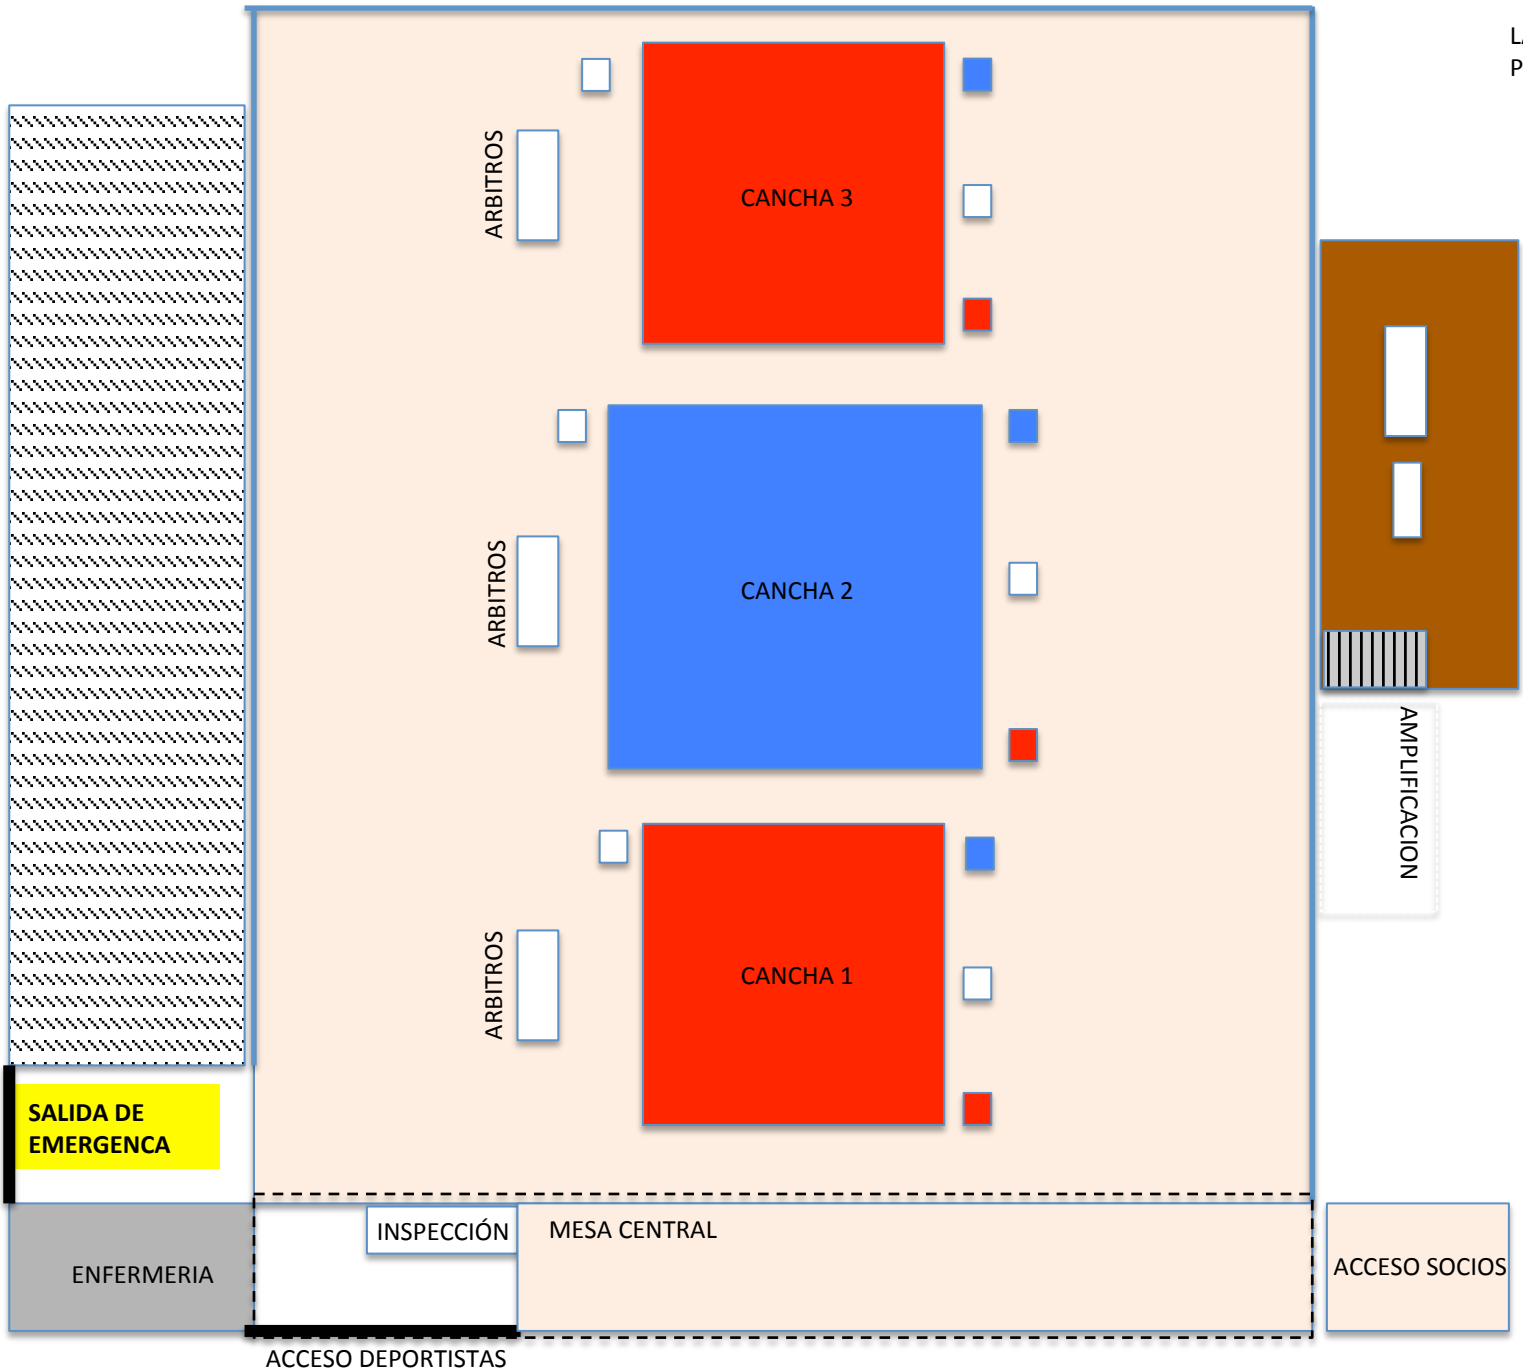 ARBITROS
CANCHA 3
ARBITROS
CANCHA 2
AMPLIFICACION
ARBITROS
CANCHA 1
SALIDA DE
EMERGENCA
INSPECCIÓN
MESA CENTRAL
ENFERMERIA
ACCESO SOCIOS
ACCESO DEPORTISTAS